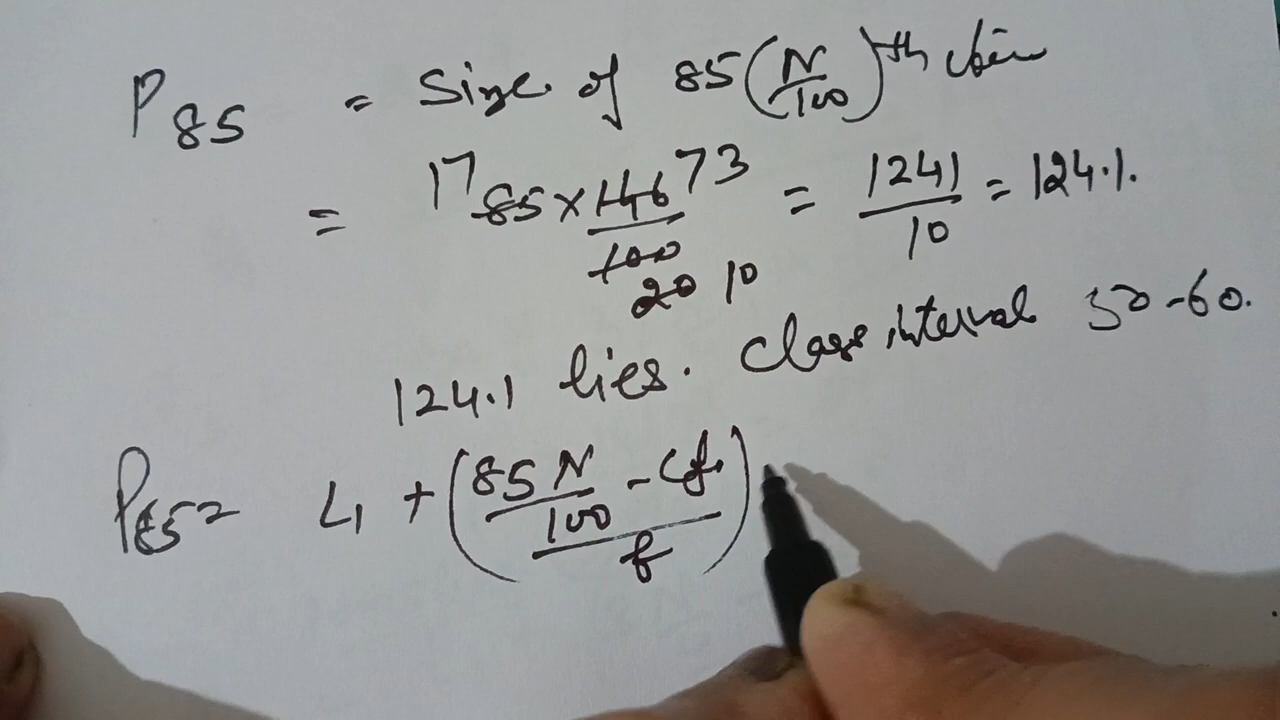 P85 = Size of 85(N/100)th item
= 17 85 × 146 73 / 100 20 10 = 1241/10 = 124.1.
124.1 lies. Class interval 50-60.
P85= L1 + (85N/100 - Cf. / f)